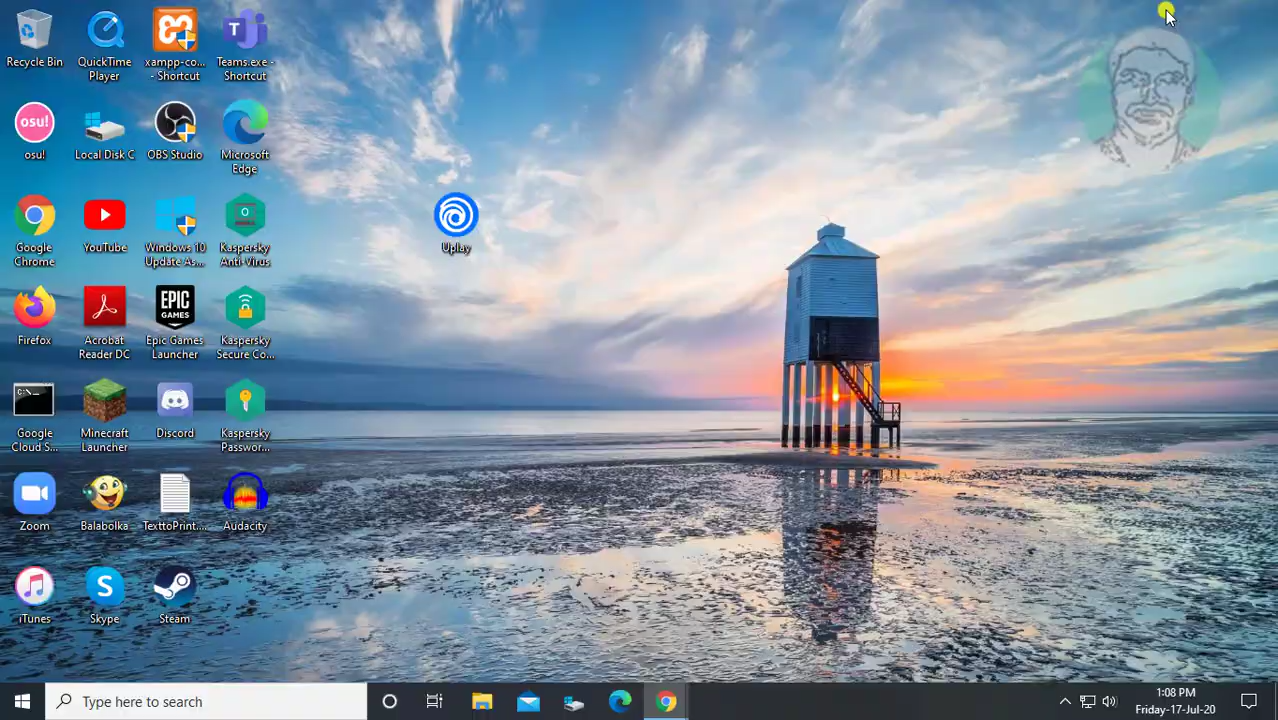 Recycle Bin
QuickTime
Player
xampp-co...
- Shortcut
Teams.exe -
Shortcut
osu!
osu!
Local Disk C
OBS Studio
Microsoft
Edge
Google
Chrome
YouTube
Windows 10
Update As...
Kaspersky
Anti-Virus
Uplay
Firefox
Acrobat
Reader DC
EPIC
GAMES
Epic Games
Launcher
Kaspersky
Secure Co...
C:\_
Google
Cloud S...
Minecraft
Launcher
Discord
Kaspersky
Passwor...
Zoom
Balabolka
TexttoPrint....
Audacity
iTunes
Skype
Steam
Type here to search
1:08 PM
Friday-17-Jul-20